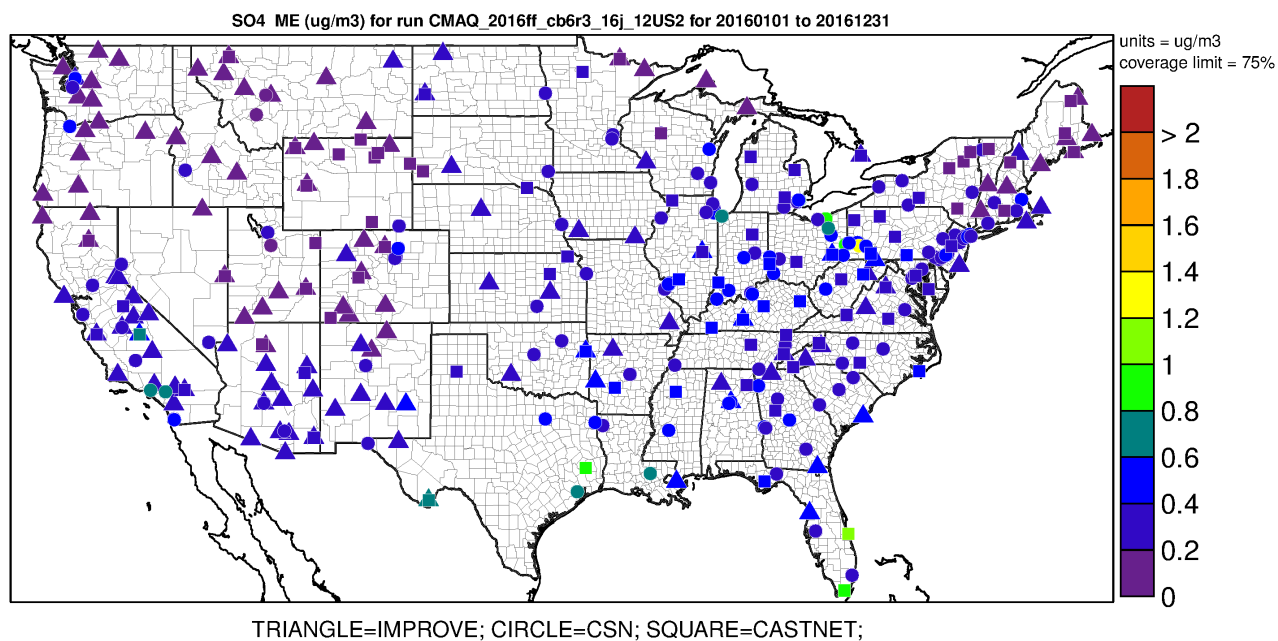 SO4 ME (ug/m3) for run CMAQ_2016ff_cb6r3_16j_12US2 for 20160101 to 20161231
units = ug/m3
coverage limit = 75%
> 2
1.8
1.6
1.4
1.2
1
0.8
0.6
0.4
0.2
0
TRIANGLE=IMPROVE; CIRCLE=CSN; SQUARE=CASTNET;